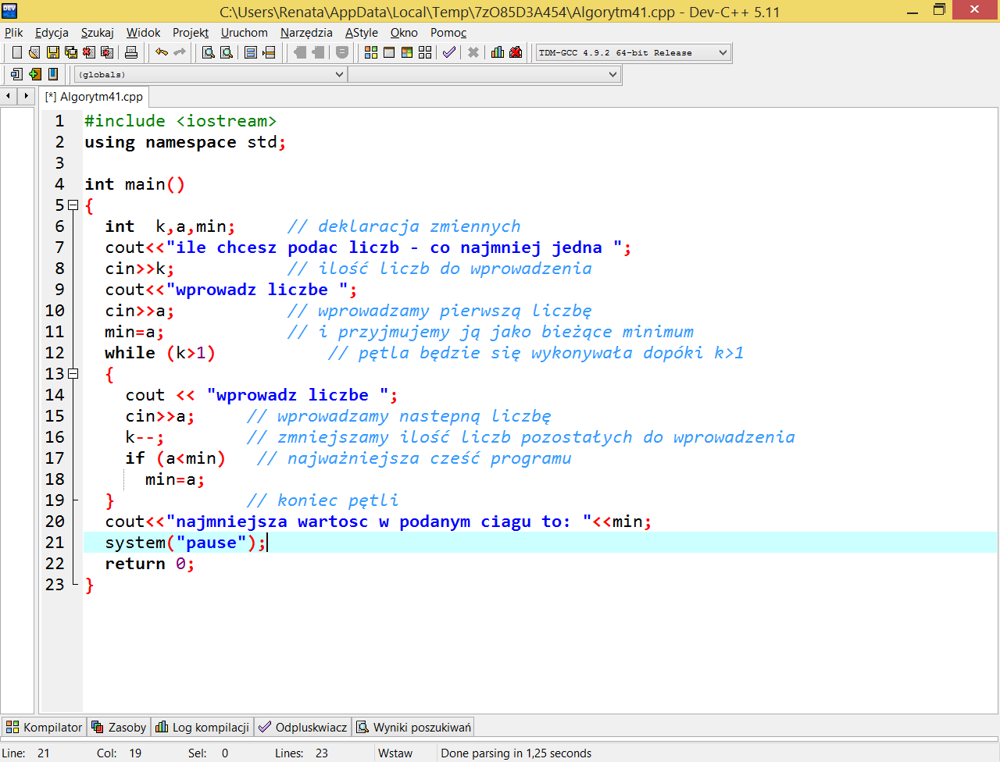 DEV
C:\Users\Renata\AppData\Local\Temp\7zO85D3A454\Algorytm41.cpp - Dev-C++ 5.11
Plik Edycja Szukaj Widok Projekt Uruchom Narzędzia AStyle Okno Pomoc
TDM-GCC 4.9.2 64-bit Release
(globals)
[*] Algorytm41.cpp
1 #include <iostream>
2 using namespace std;
3
4 int main()
5 {
6 int  k,a,min; // deklaracja zmiennych
7 cout<<"ile chcesz podac liczb - co najmniej jedna ";
8 cin>>k; // ilość liczb do wprowadzenia
9 cout<<"wprowadz liczbe ";
10 cin>>a; // wprowadzamy pierwszą liczbę
11 min=a; // i przyjmujemy ją jako bieżące minimum
12 while (k>1) // pętla będzie się wykonywała dopóki k>1
13 {
14 cout << "wprowadz liczbe ";
15 cin>>a; // wprowadzamy nastepną liczbę
16 k--; // zmniejszamy ilość liczb pozostałych do wprowadzenia
17 if (a<min) // najważniejsza cześć programu
18 min=a;
19 } // koniec pętli
20 cout<<"najmniejsza wartosc w podanym ciagu to: "<<min;
21 system("pause");
22 return 0;
23 }
Kompilator Zasoby Log kompilacji Odpluskwiacz Wyniki poszukiwań
Line: 21 Col: 19 Sel: 0 Lines: 23 Wstaw Done parsing in 1,25 seconds